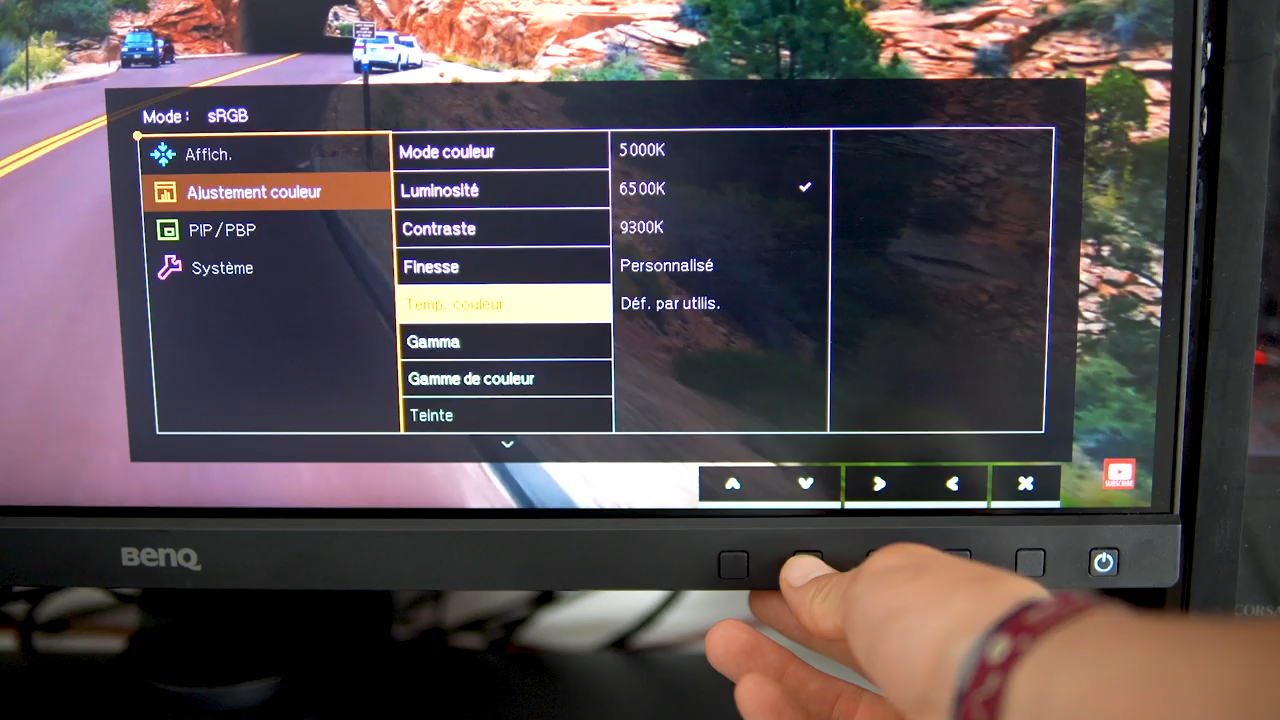 Mode: sRGB
Affich.
Ajustement couleur
PIP/PBP
Système
Mode couleur
Luminosité
Contraste
Finesse
Temp. couleur
Gamma
Gamme de couleur
Teinte
5000K
6500K
9300K
Personnalisé
Déf. par utilis.
SUBSCRIBE
BenQ
CORSA